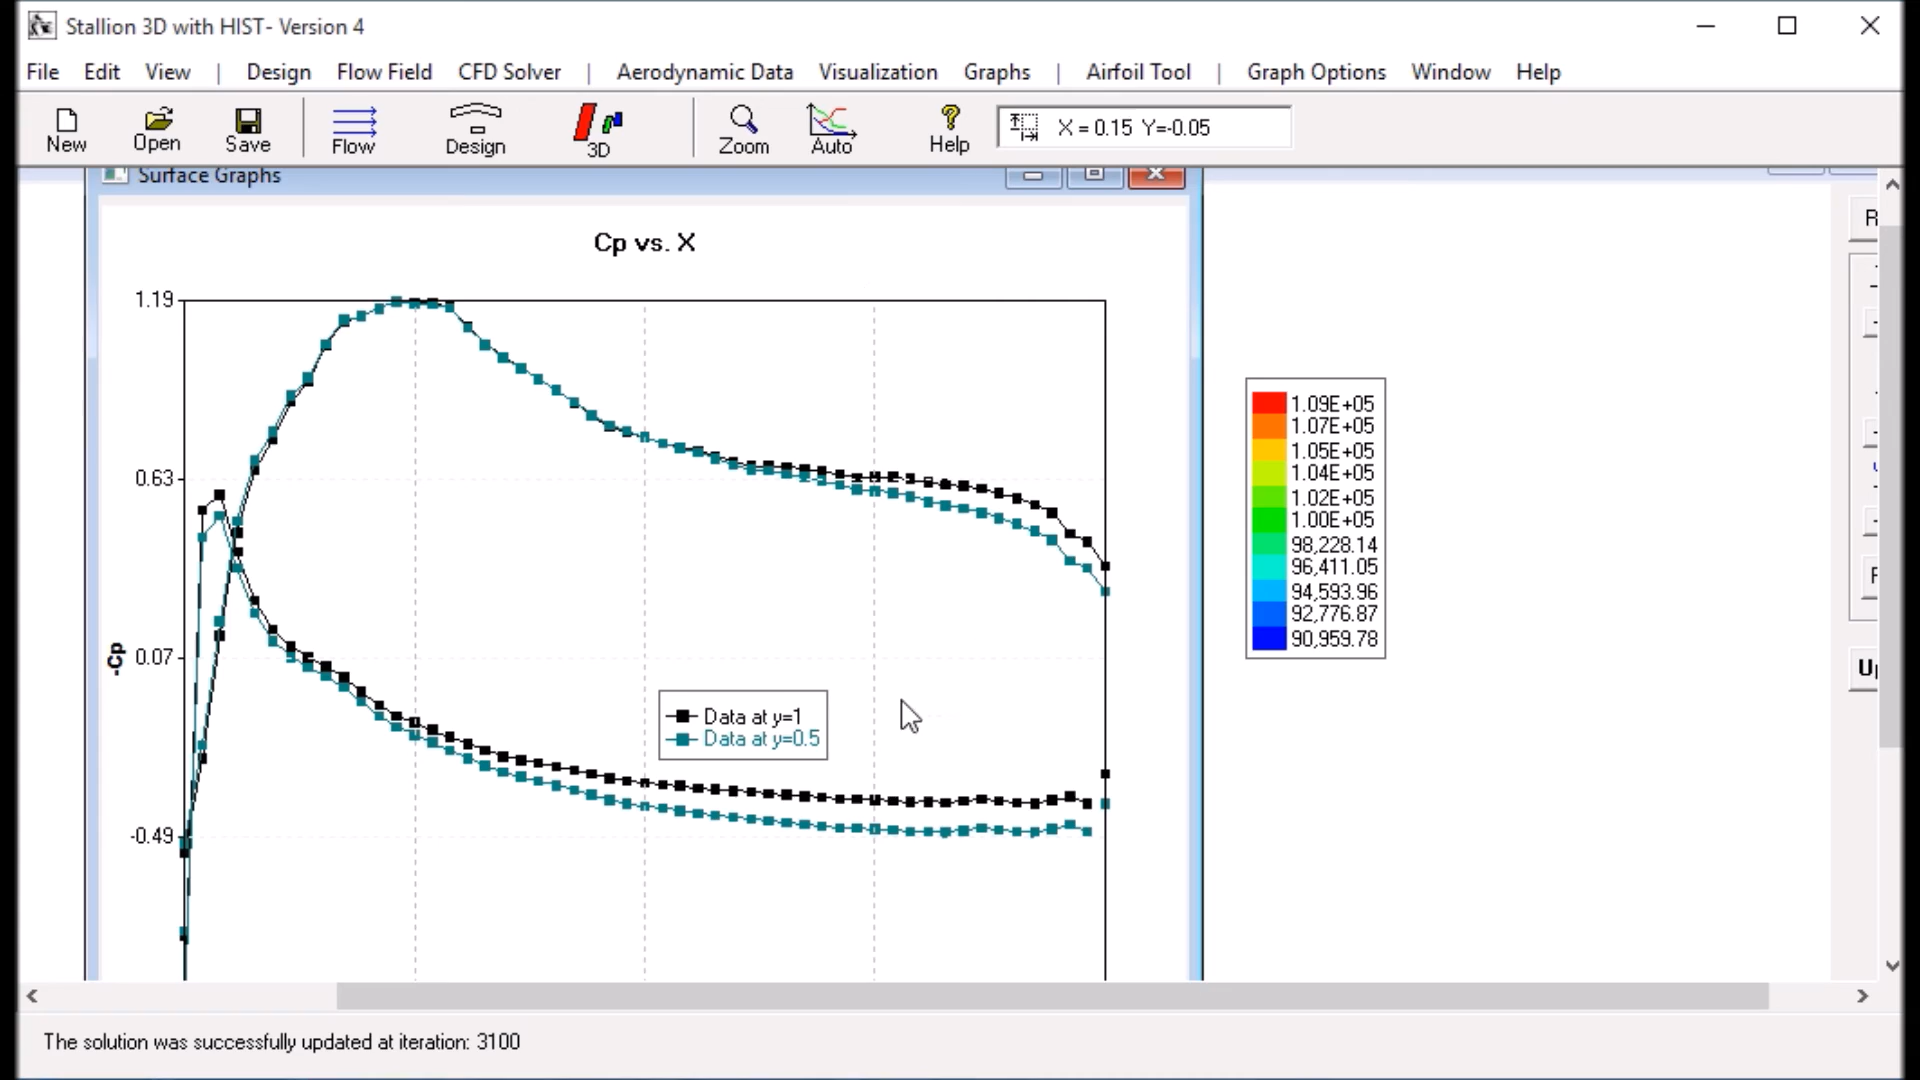 Stallion 3D with HIST- Version 4
File Edit View | Design Flow Field CFD Solver | Aerodynamic Data Visualization Graphs | Airfoil Tool | Graph Options Window Help
New Open Save Flow Design 3D Zoom Auto Help X = 0.15 Y=-0.05
Surface Graphs
Cp vs. X
1.19
0.63
-Cp
0.07
-0.49
Data at y=1
Data at y=0.5
1.09E+05
1.07E+05
1.05E+05
1.04E+05
1.02E+05
1.00E+05
98,228.14
96,411.05
94,593.96
92,776.87
90,959.78
The solution was successfully updated at iteration: 3100